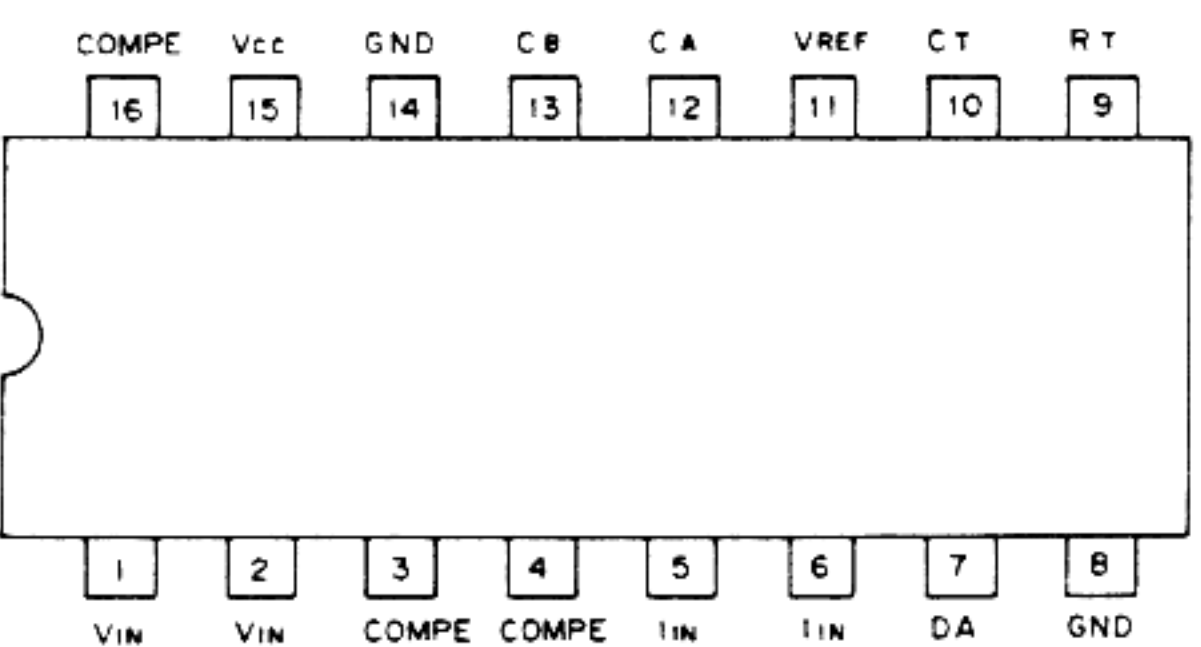 COMPE Vcc GND CB CA VREF CT RT
16 15 14 13 12 11 10 9
1 2 3 4 5 6 7 8
VIN VIN COMPE COMPE IIN IIN DA GND